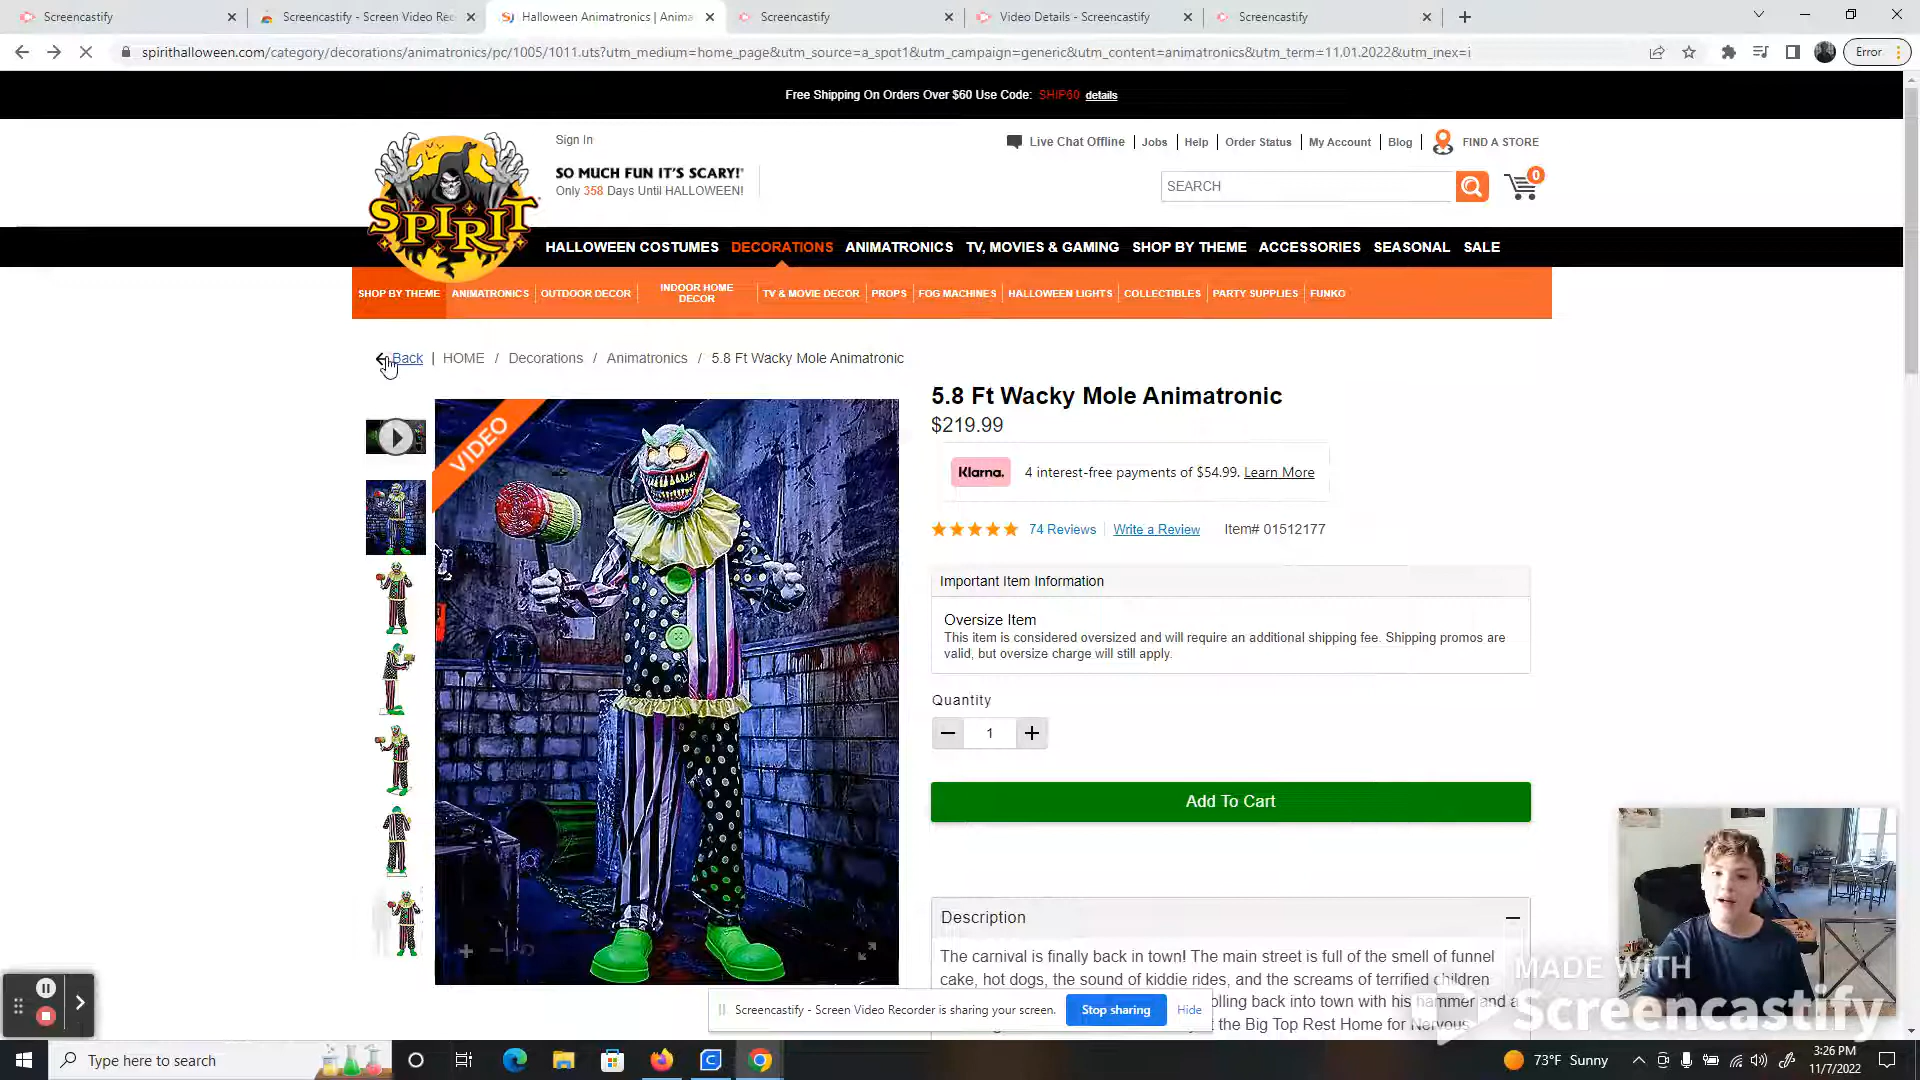 Screencastify
Screencastify - Screen Video Rec
Halloween Animatronics | Anima
Screencastify
Video Details - Screencastify
Screencastify
spirithalloween.com/category/decorations/animatronics/pc/1005/1011.uts?utm_medium=home_page&utm_source=a_spot1&utm_campaign=generic&utm_content=animatronics&utm_term=11.01.2022&utm_inex=i
Error
Free Shipping On Orders Over $60 Use Code: SHIP60 details
Sign In
Live Chat Offline
Jobs
Help
Order Status
My Account
Blog
FIND A STORE
SO MUCH FUN IT'S SCARY!
Only 358 Days Until HALLOWEEN!
SEARCH
0
SPIRIT
HALLOWEEN COSTUMES DECORATIONS ANIMATRONICS TV, MOVIES & GAMING SHOP BY THEME ACCESSORIES SEASONAL SALE
SHOP BY THEME
ANIMATRONICS
OUTDOOR DECOR
INDOOR HOME
DECOR
TV & MOVIE DECOR
PROPS
FOG MACHINES
HALLOWEEN LIGHTS
COLLECTIBLES
PARTY SUPPLIES
FUNKO
Back | HOME / Decorations / Animatronics / 5.8 Ft Wacky Mole Animatronic
VIDEO
5.8 Ft Wacky Mole Animatronic
$219.99
Klarna. 4 interest-free payments of $54.99. Learn More
74 Reviews
Write a Review
Item# 01512177
Important Item Information
Oversize Item
This item is considered oversized and will require an additional shipping fee. Shipping promos are
valid, but oversize charge will still apply.
Quantity
1
Add To Cart
Description
The carnival is finally back in town! The main street is full of the smell of funnel
cake, hot dogs, the sound of kiddie rides, and the screams of terrified children
olling back into town with his hammer and a
t the Big Top Rest Home for Nervous
MADE WITH
Screencastify
Screencastify - Screen Video Recorder is sharing your screen.
Stop sharing
Hide
Type here to search
73°F Sunny
3:26 PM
11/7/2022